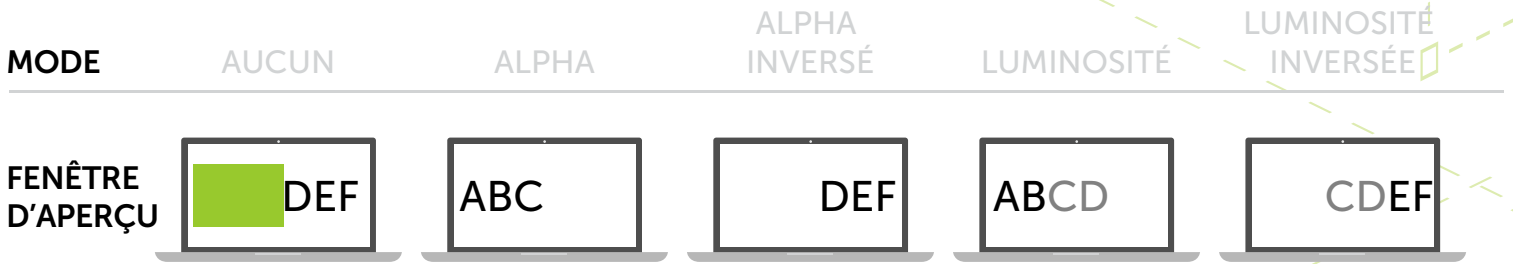 MODE AUCUN ALPHA ALPHA INVERSÉ LUMINOSITÉ LUMINOSITÉ INVERSÉE
FENÊTRE D’APERÇU DEF ABC DEF ABCD CDEF